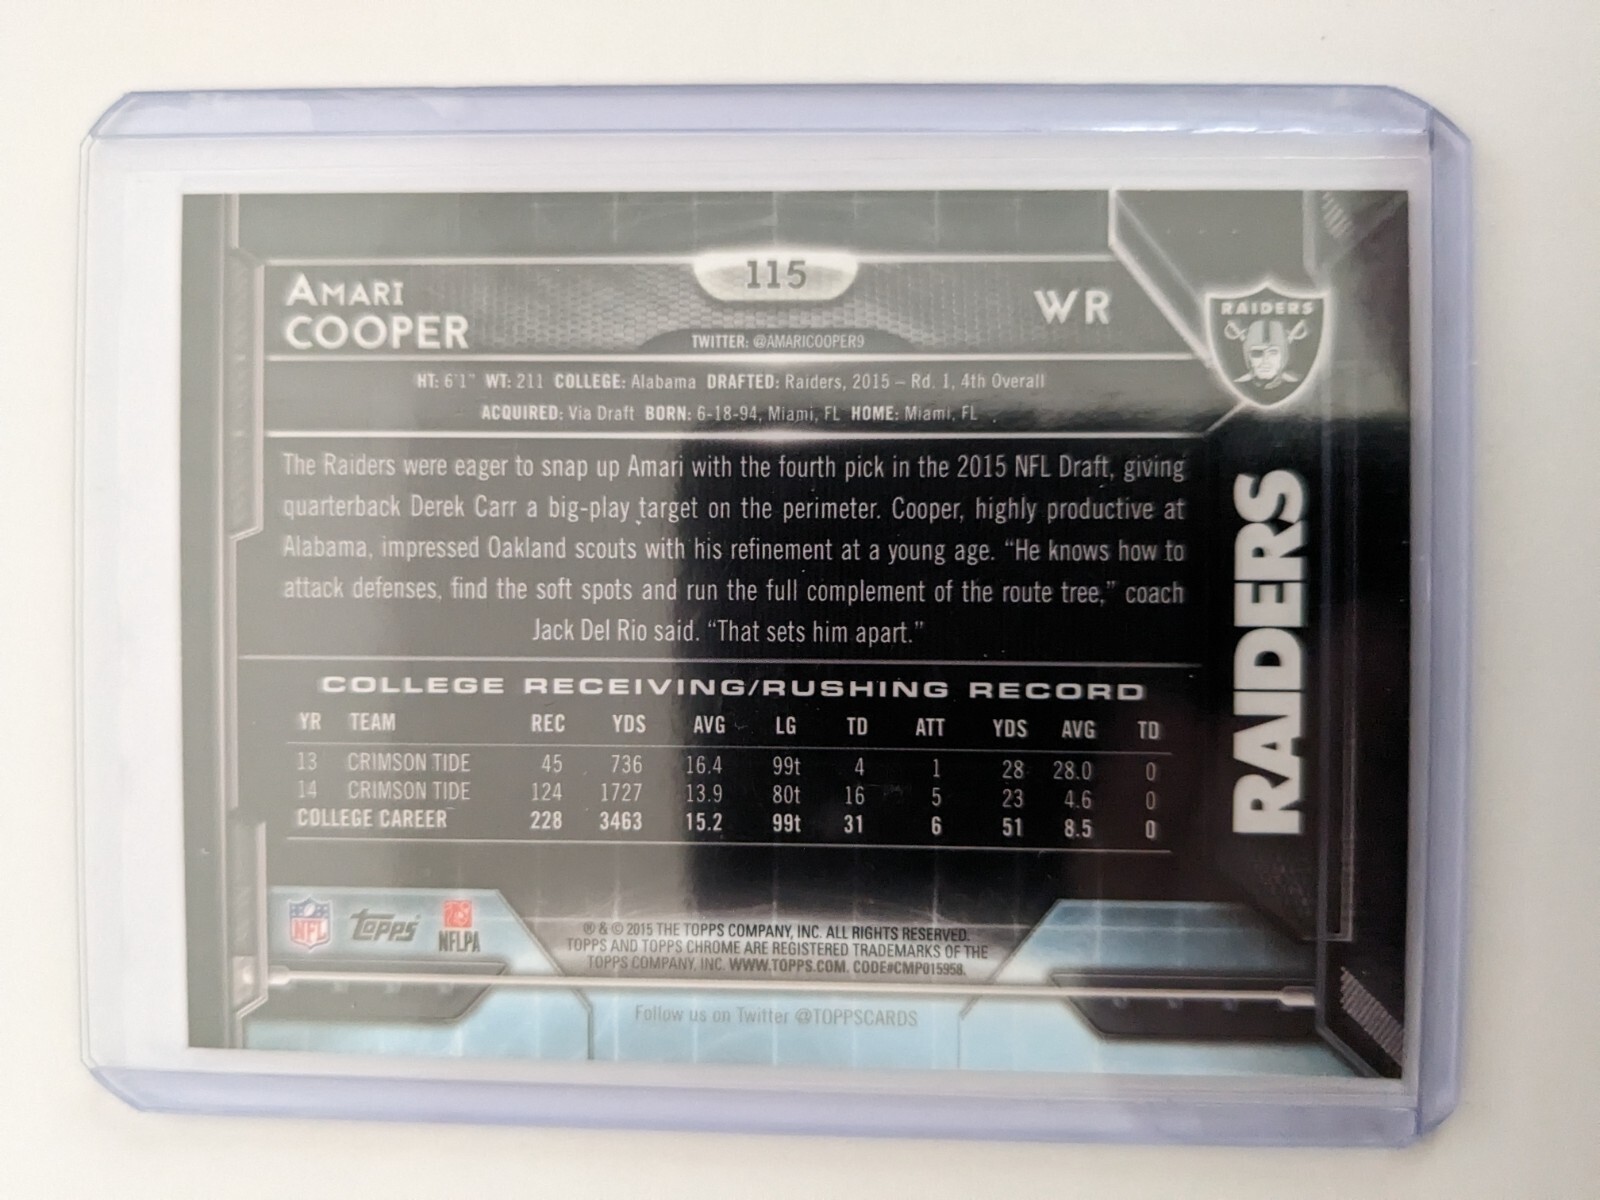 AMARI
COOPER
115
TWITTER: @AMARICOOPER9
WR
RAIDERS
HT: 6'1" WT: 211 COLLEGE: Alabama DRAFTED: Raiders, 2015 – Rd. 1, 4th Overall
ACQUIRED: Via Draft BORN: 6-18-94, Miami, FL HOME: Miami, FL
The Raiders were eager to snap up Amari with the fourth pick in the 2015 NFL Draft, giving
quarterback Derek Carr a big-play target on the perimeter. Cooper, highly productive at
Alabama, impressed Oakland scouts with his refinement at a young age. “He knows how to
attack defenses, find the soft spots and run the full complement of the route tree,” coach
Jack Del Rio said. “That sets him apart.”
RAIDERS
COLLEGE RECEIVING/RUSHING RECORD
YR TEAM REC YDS AVG LG TD ATT YDS AVG TD
13 CRIMSON TIDE 45 736 16.4 99t 4 1 28 28.0 0
14 CRIMSON TIDE 124 1727 13.9 80t 16 5 23 4.6 0
COLLEGE CAREER 228 3463 15.2 99t 31 6 51 8.5 0
NFL
Topps
NFLPA
® & © 2015 THE TOPPS COMPANY, INC. ALL RIGHTS RESERVED.
TOPPS AND TOPPS CHROME ARE REGISTERED TRADEMARKS OF THE
TOPPS COMPANY, INC. WWW.TOPPS.COM. CODE#CMP015958.
Follow us on Twitter @TOPPSCARDS